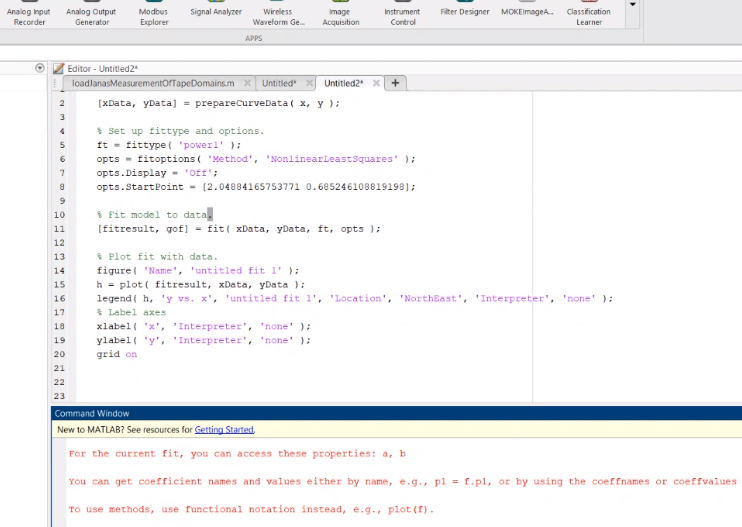 Analog Input Recorder
Analog Output Generator
Modbus Explorer
Signal Analyzer
Wireless Waveform Ge...
Image Acquisition
Instrument Control
Filter Designer
MOKEImageA...
Classification Learner
APPS
Editor - Untitled2*
loadJanasMeasurementOfTapeDomains.m
Untitled*
Untitled2*
2 [xData, yData] = prepareCurveData( x, y );
3
4 % Set up fittype and options.
5 ft = fittype( 'power1' );
6 opts = fitoptions( 'Method', 'NonlinearLeastSquares' );
7 opts.Display = 'Off';
8 opts.StartPoint = [2.04884165753771 0.685246108819198];
9
10 % Fit model to data.
11 [fitresult, gof] = fit( xData, yData, ft, opts );
12
13 % Plot fit with data.
14 figure( 'Name', 'untitled fit 1' );
15 h = plot( fitresult, xData, yData );
16 legend( h, 'y vs. x', 'untitled fit 1', 'Location', 'NorthEast', 'Interpreter', 'none' );
17 % Label axes
18 xlabel( 'x', 'Interpreter', 'none' );
19 ylabel( 'y', 'Interpreter', 'none' );
20 grid on
21
22
23
Command Window
New to MATLAB? See resources for Getting Started.
For the current fit, you can access these properties: a, b
You can get coefficient names and values either by name, e.g., p1 = f.p1, or by using the coeffnames or coeffvalues
To use methods, use functional notation instead, e.g., plot(f).